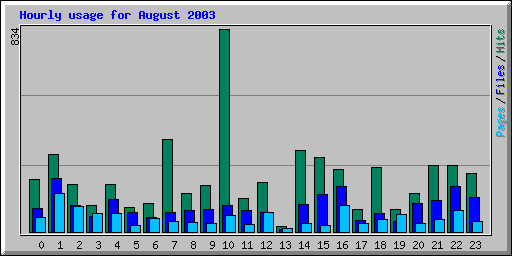 Hourly usage for August 2003
834
Pages / Files / Hits
0 1 2 3 4 5 6 7 8 9 10 11 12 13 14 15 16 17 18 19 20 21 22 23